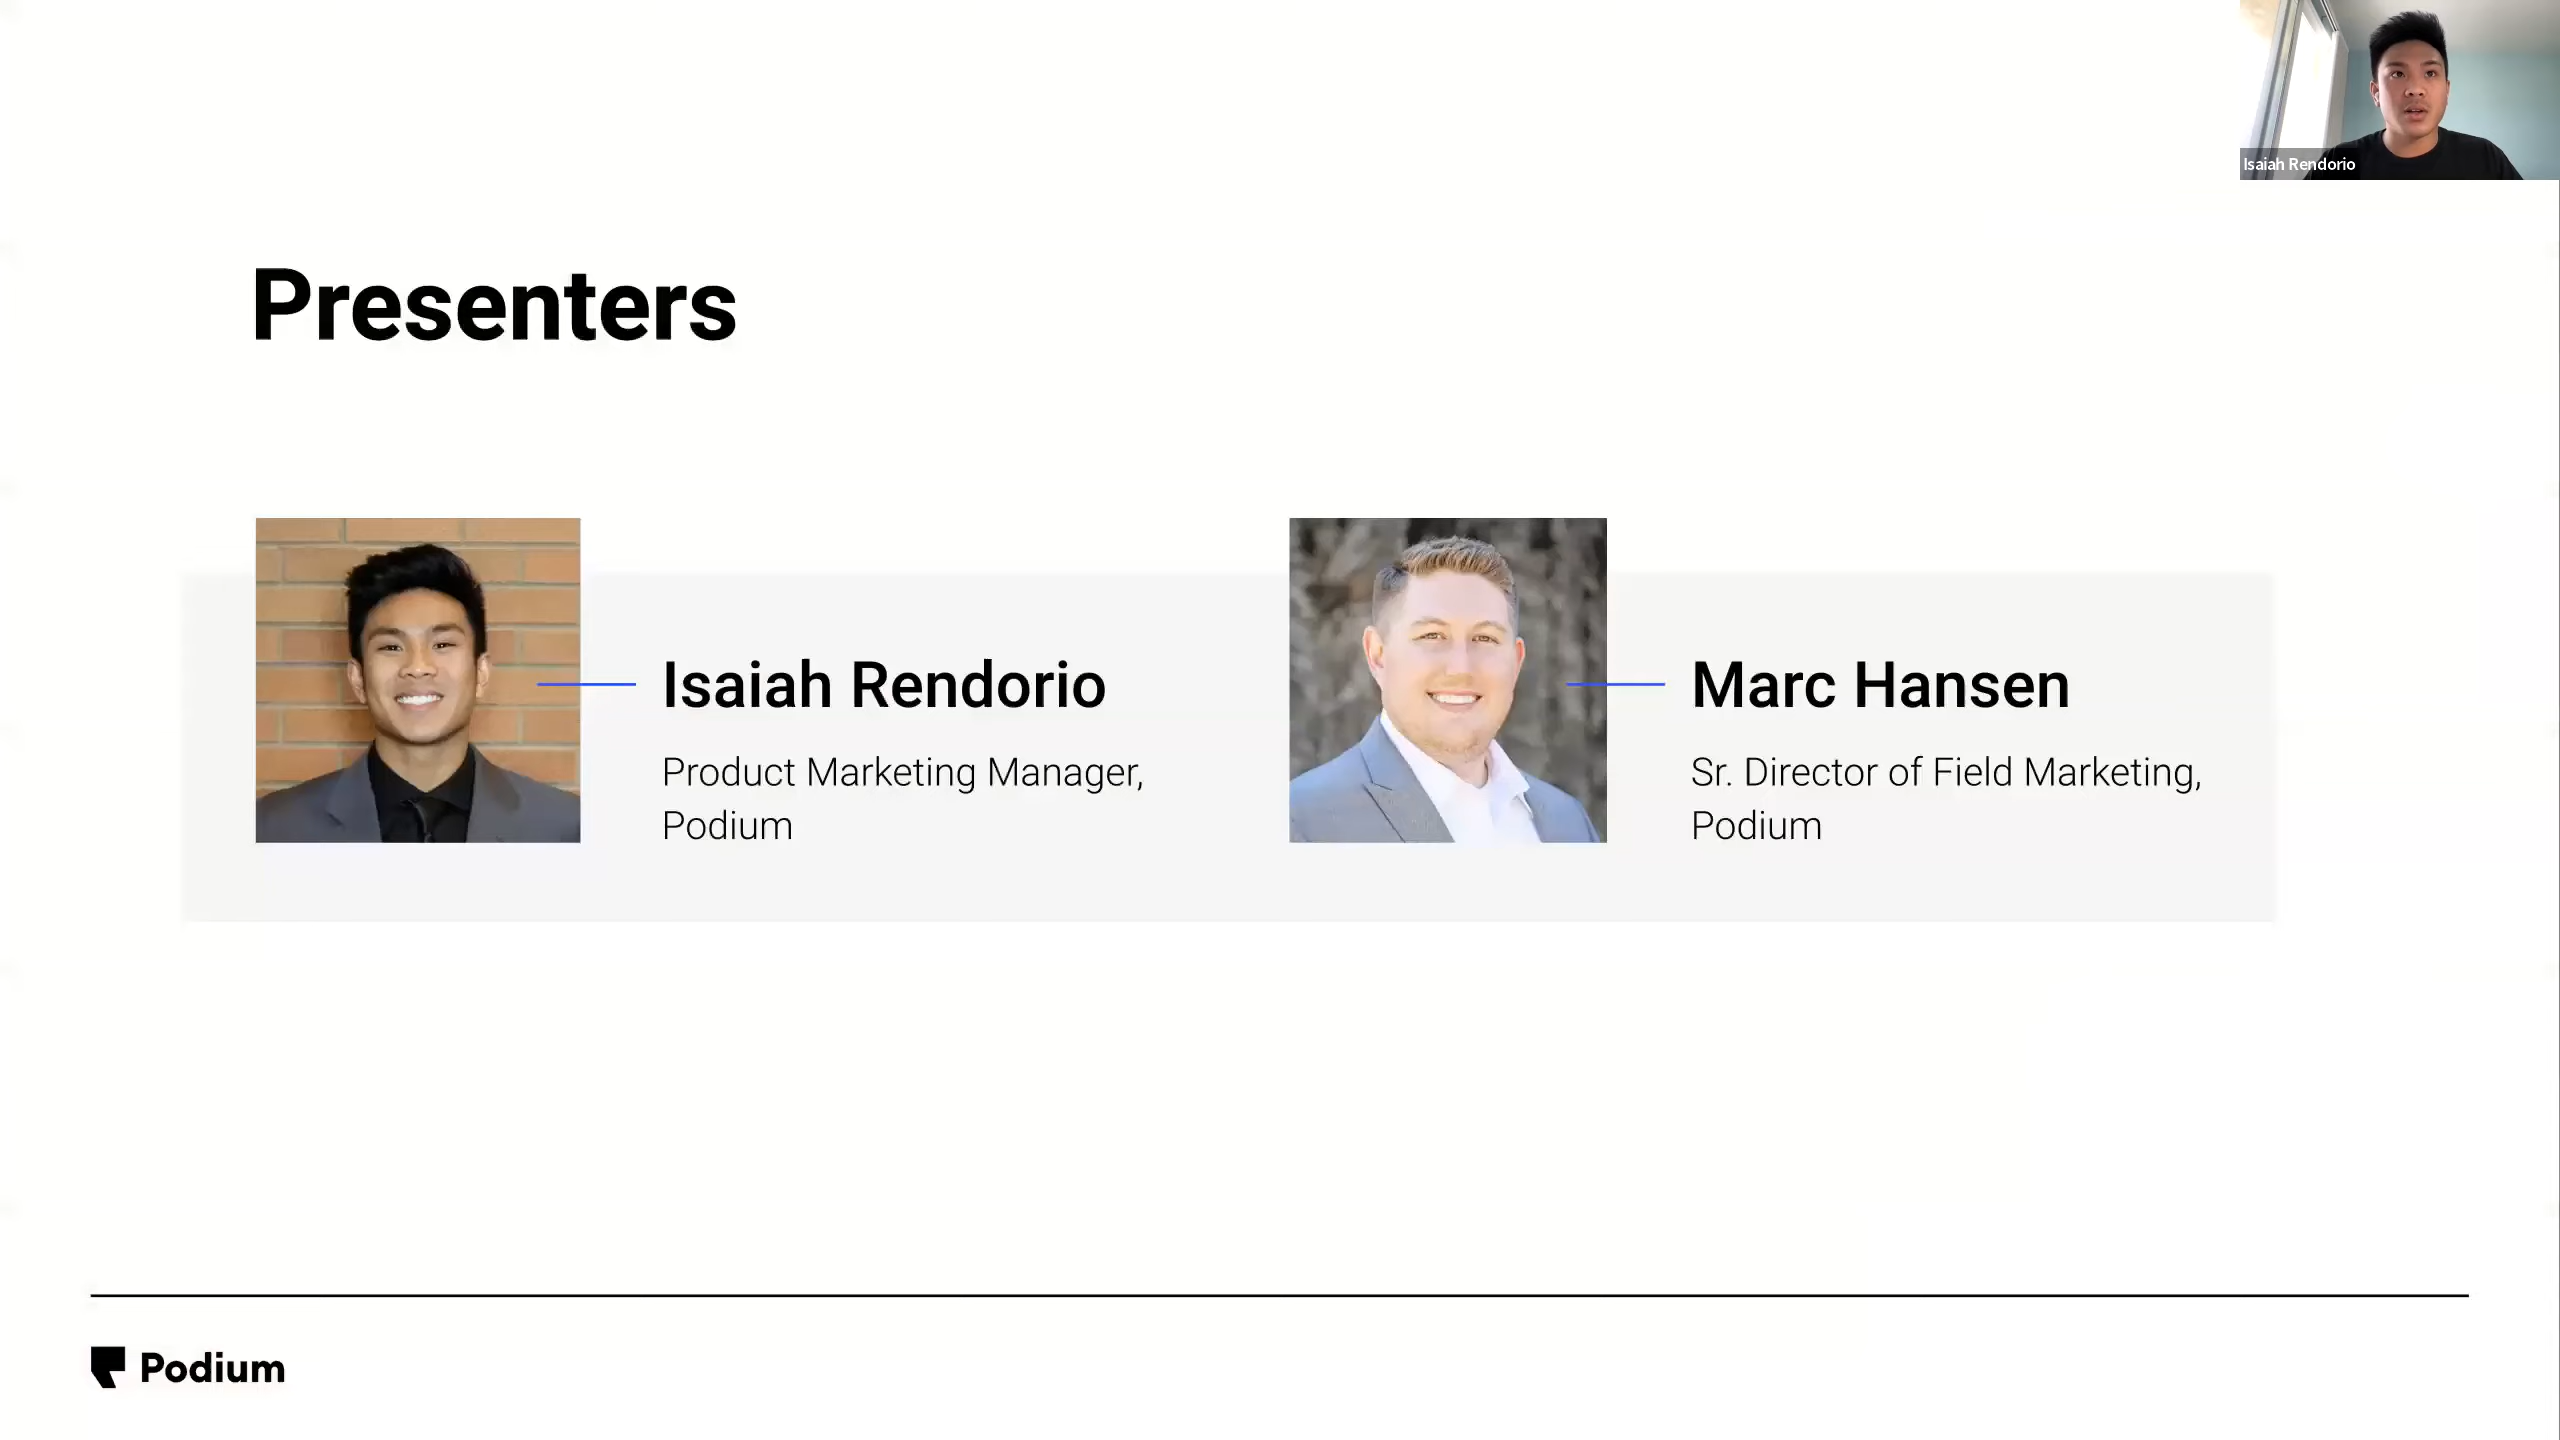 Isaiah Rendorio
Presenters
Isaiah Rendorio
Product Marketing Manager,
Podium
Marc Hansen
Sr. Director of Field Marketing,
Podium
Podium